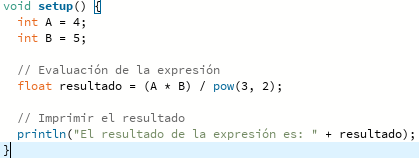 void setup() {
int A = 4;
int B = 5;
// Evaluación de la expresión
float resultado = (A * B) / pow(3, 2);
// Imprimir el resultado
println("El resultado de la expresión es: " + resultado);
}